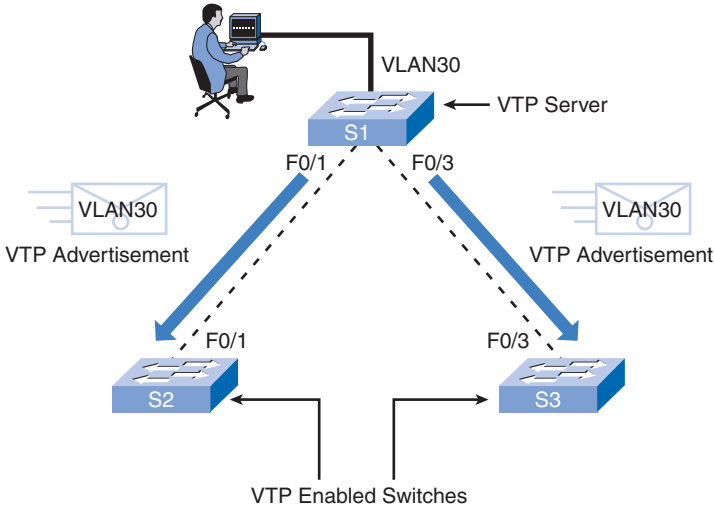 VLAN30
VTP Server
S1
F0/1
F0/3
VLAN30
VLAN30
VTP Advertisement
VTP Advertisement
F0/1
F0/3
S2
S3
VTP Enabled Switches